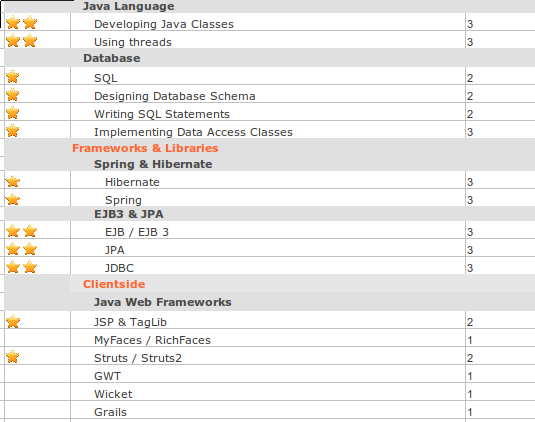 Java Language
Developing Java Classes 3
Using threads 3
Database
SQL 2
Designing Database Schema 2
Writing SQL Statements 2
Implementing Data Access Classes 3
Frameworks & Libraries
Spring & Hibernate
Hibernate 3
Spring 3
EJB3 & JPA
EJB / EJB 3 3
JPA 3
JDBC 3
Clientside
Java Web Frameworks
JSP & TagLib 2
MyFaces / RichFaces 1
Struts / Struts2 2
GWT 1
Wicket 1
Grails 1